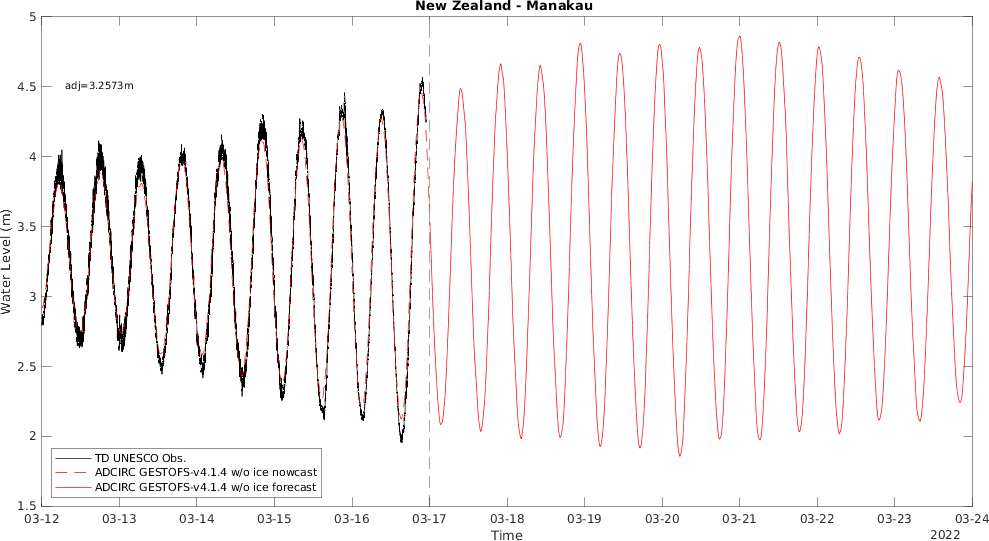 New Zealand - Manakau
5
4.5
4
3.5
3
2.5
2
1.5
Water Level (m)
adj=3.2573m
TD UNESCO Obs.
ADCIRC GESTOFS-v4.1.4 w/o ice nowcast
ADCIRC GESTOFS-v4.1.4 w/o ice forecast
03-12 03-13 03-14 03-15 03-16 03-17 03-18 03-19 03-20 03-21 03-22 03-23 03-24
Time
2022